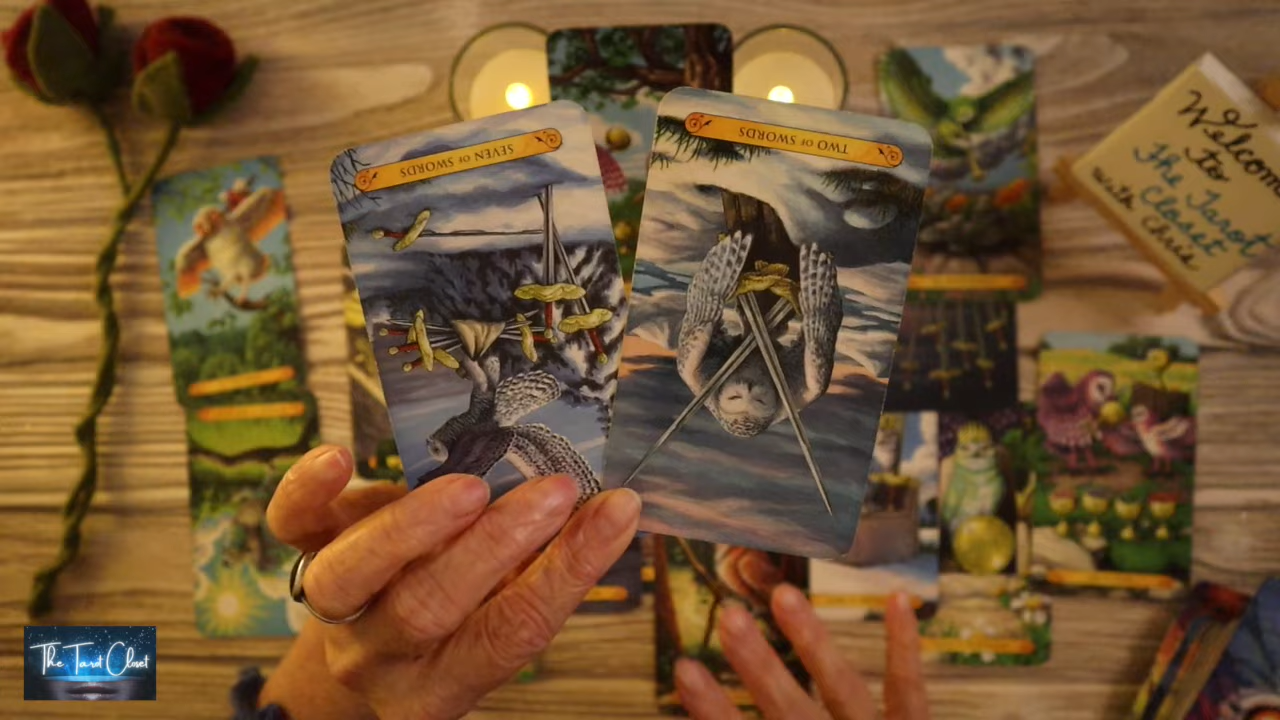 SEVEN OF SWORDS
TWO OF SWORDS
Welcome
to
The Tarot
Closet
with Chris
The Tarot Closet